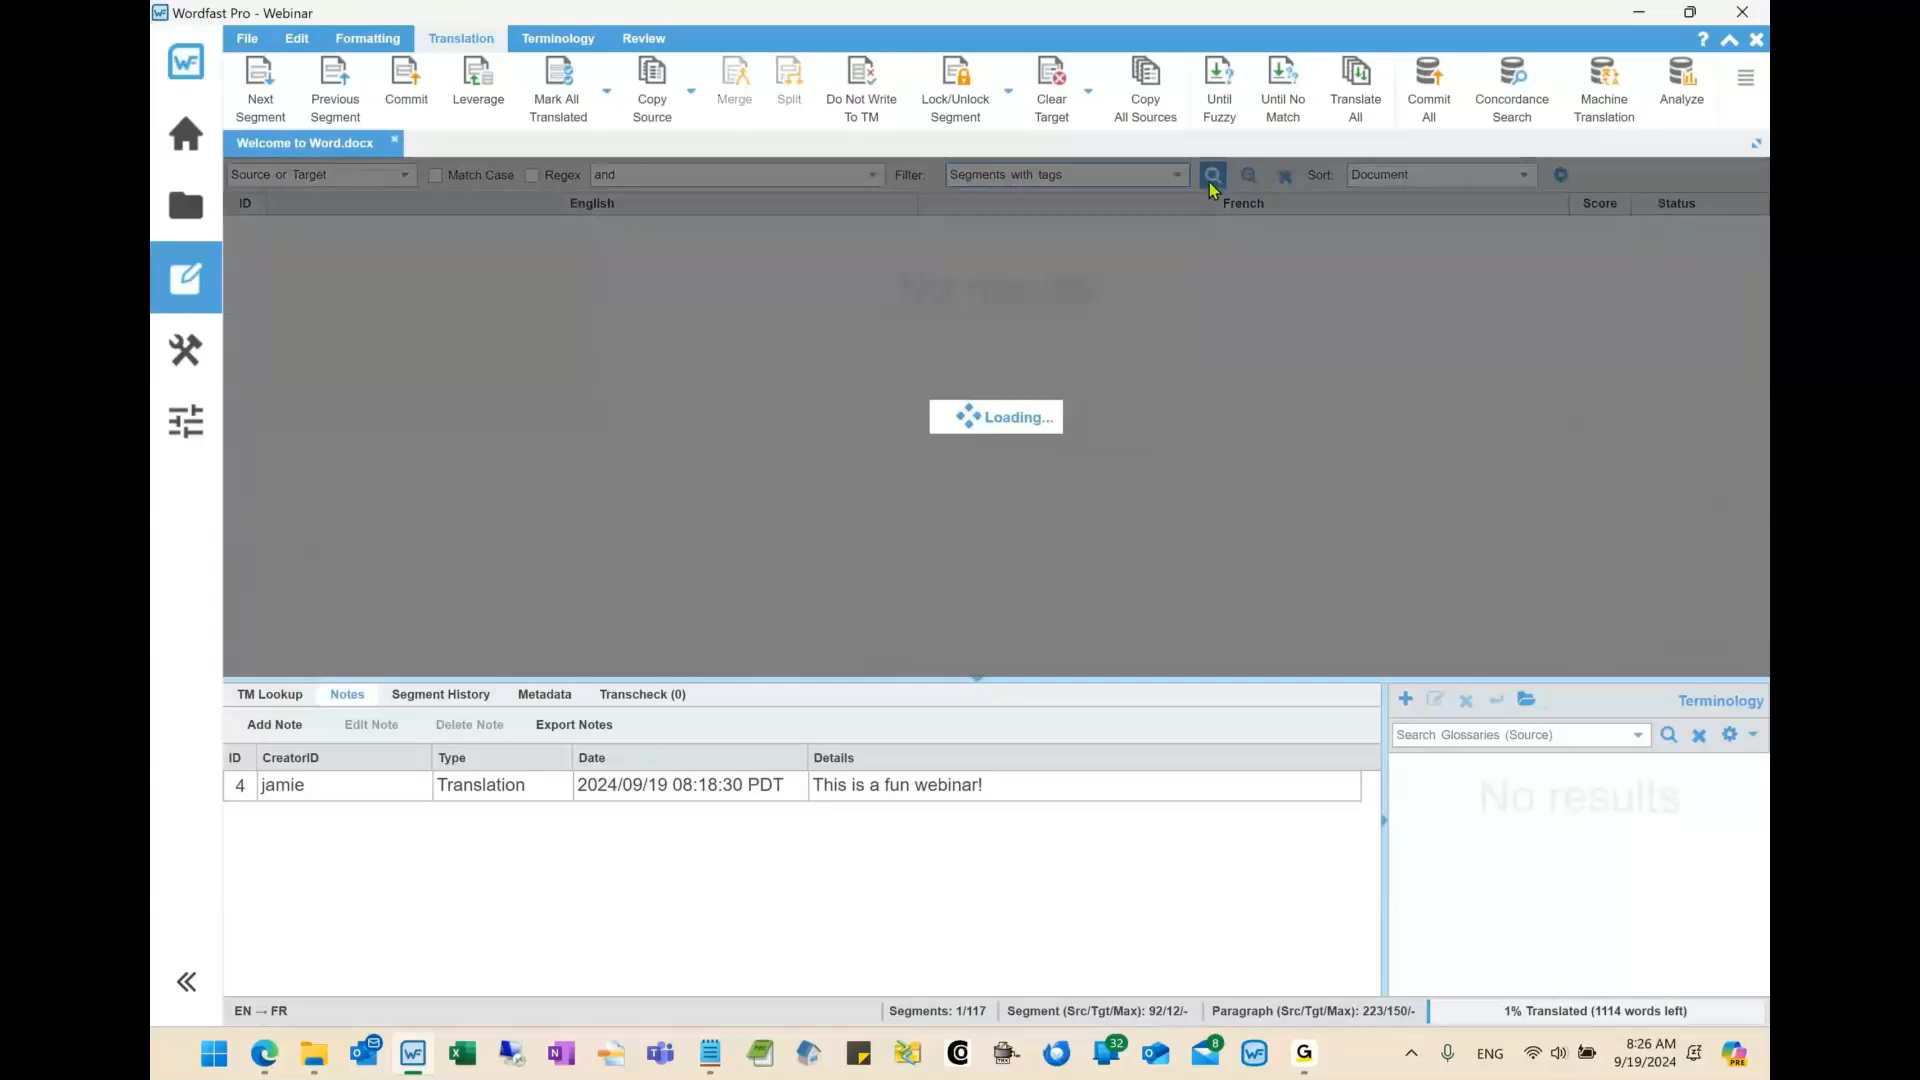 Wordfast Pro - Webinar
File Edit Formatting Translation Terminology Review
Next Segment
Previous Segment
Commit
Leverage
Mark All Translated
Copy Source
Merge
Split
Do Not Write To TM
Lock/Unlock Segment
Clear Target
Copy All Sources
Until Fuzzy
Until No Match
Translate All
Commit All
Concordance Search
Machine Translation
Analyze
Welcome to Word.docx
Source or Target Match Case Regex and Filter: Segments with tags Sort: Document
ID English French Score Status
No results
Loading...
TM Lookup Notes Segment History Metadata Transcheck (0)
Add Note Edit Note Delete Note Export Notes
ID CreatorID Type Date Details
4 jamie Translation 2024/09/19 08:18:30 PDT This is a fun webinar!
Terminology
Search Glossaries (Source)
No results
EN → FR Segments: 1/117 Segment (Src/Tgt/Max): 92/12/- Paragraph (Src/Tgt/Max): 223/150/- 1% Translated (1114 words left)
32
8
ENG
8:26 AM
9/19/2024
PRE